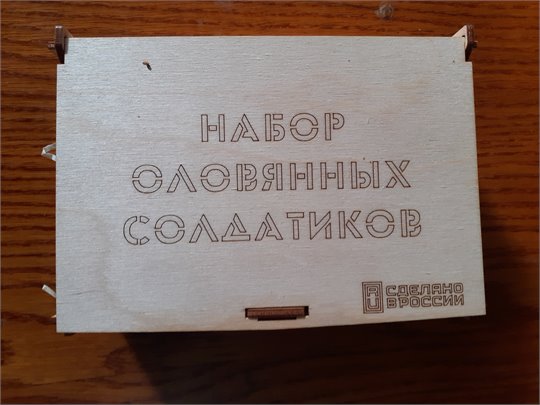 НАБОР
ОЛОВЯННЫХ
СОЛДАТИКОВ
СДЕЛАНО
В РОССИИ